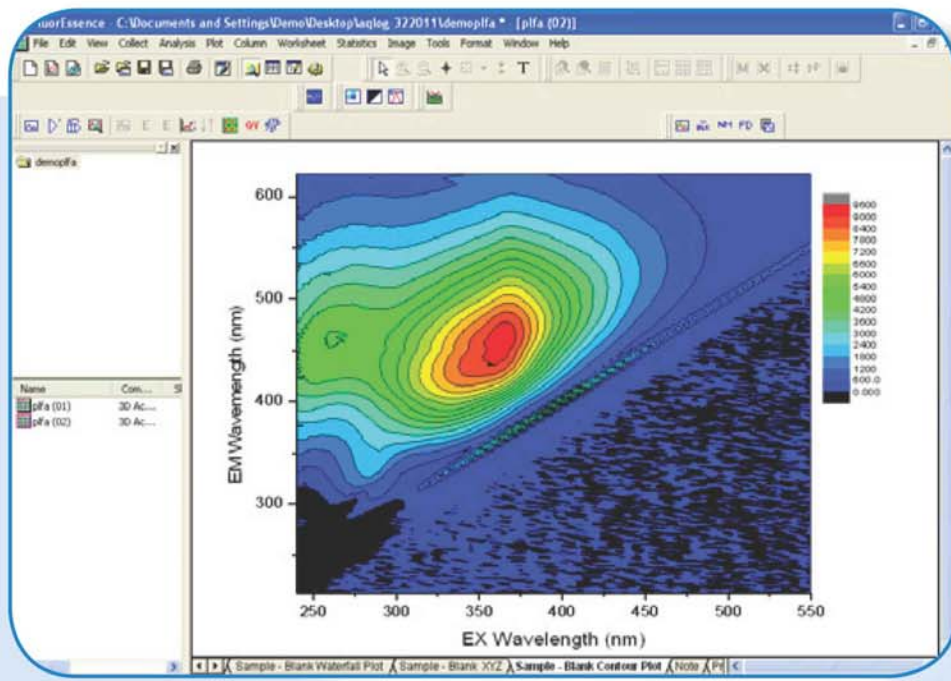 FluorEssence - C:\Documents and Settings\Demo\Desktop\aqlog_322011\demoplfa * - [plfa (02)]
File Edit View Collect Analysis Plot Column Worksheet Statistics Image Tools Format Window Help
demoplfa
Name Com... S
plfa (01) 3D Ac...
plfa (02) 3D Ac...
EM Wavemength (nm)
600
500
400
300
250 300 350 400 450 500 550
EX Wavelength (nm)
9600
9000
8400
7800
7200
6600
6000
5400
4800
4200
3600
3000
2400
1800
1200
600.0
0.000
Sample - Blank Waterfall Plot Sample - Blank XYZ Sample - Blank Contour Plot Note